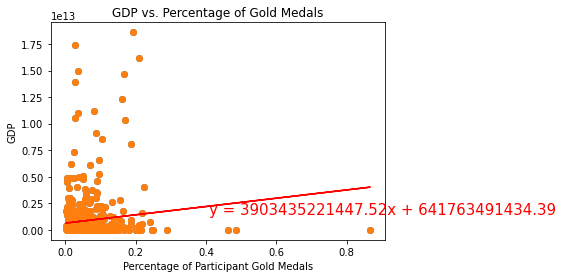 GDP vs. Percentage of Gold Medals
1e13
1.75
1.50
1.25
1.00
0.75
0.50
0.25
0.00
GDP
y = 3903435221447.52x + 641763491434.39
0.0 0.2 0.4 0.6 0.8
Percentage of Participant Gold Medals